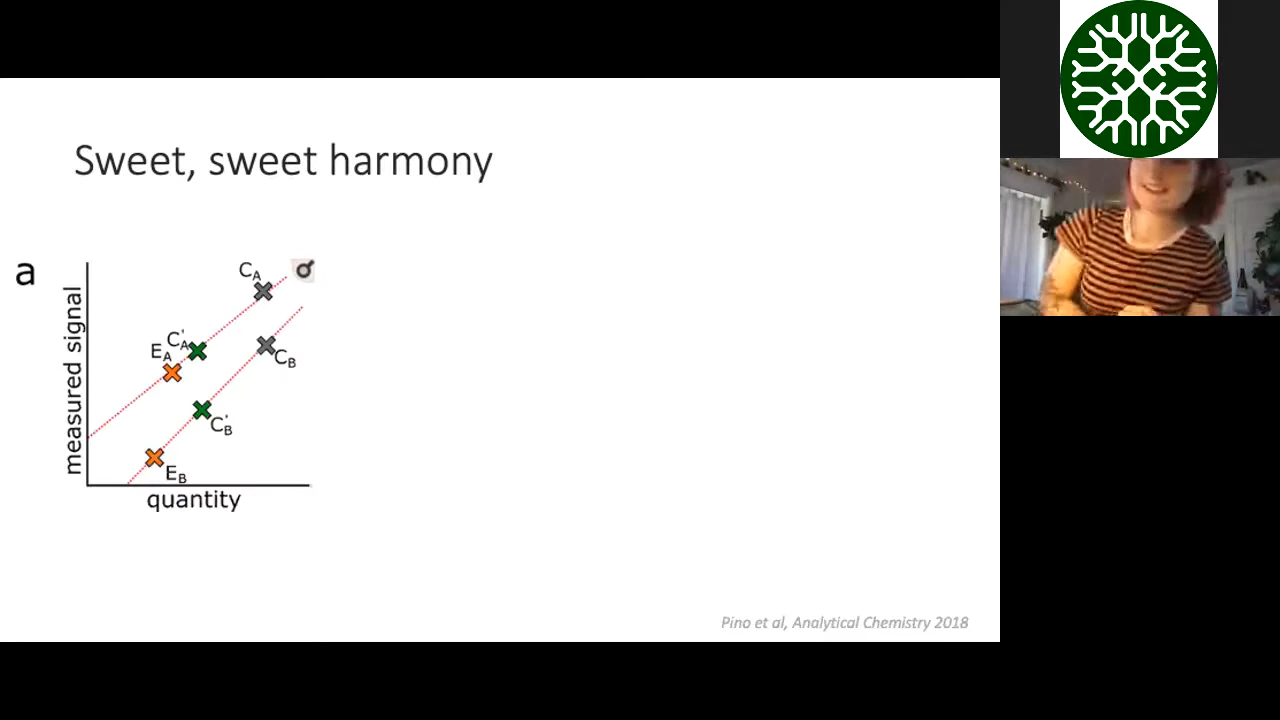 Sweet, sweet harmony
a
measured signal
C_A
C'_A
E_A
C_B
C'_B
E_B
quantity
Pino et al, Analytical Chemistry 2018